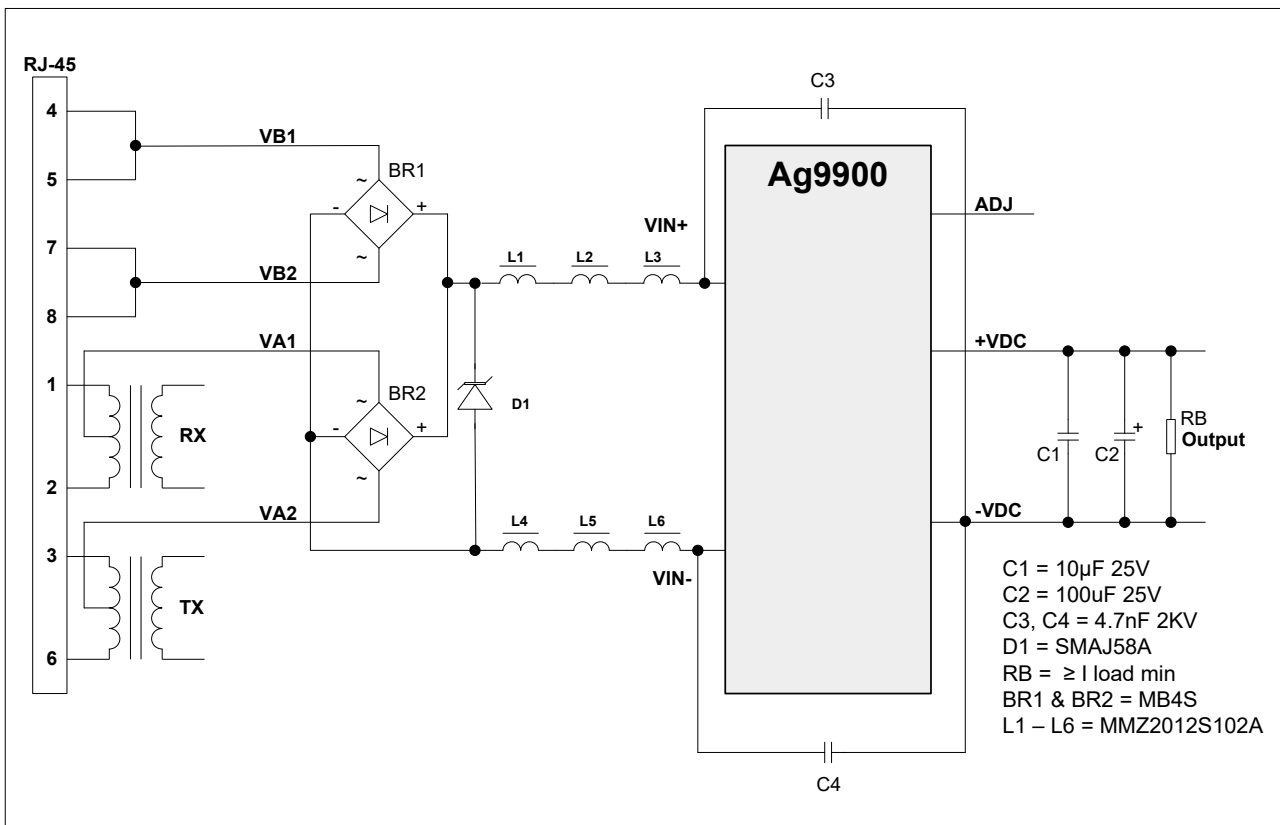 RJ-45
4
5
7
8
1
2
3
6
VB1
VB2
VA1
VA2
RX
TX
~
BR1
-
+
~
~
BR2
-
+
~
D1
L1
L2
L3
VIN+
L4
L5
L6
VIN-
C3
Ag9900
C4
ADJ
+VDC
-VDC
C1
C2
+
RB
Output
C1 = 10µF 25V
C2 = 100uF 25V
C3, C4 = 4.7nF 2KV
D1 = SMAJ58A
RB = ≥ I load min
BR1 & BR2 = MB4S
L1 – L6 = MMZ2012S102A